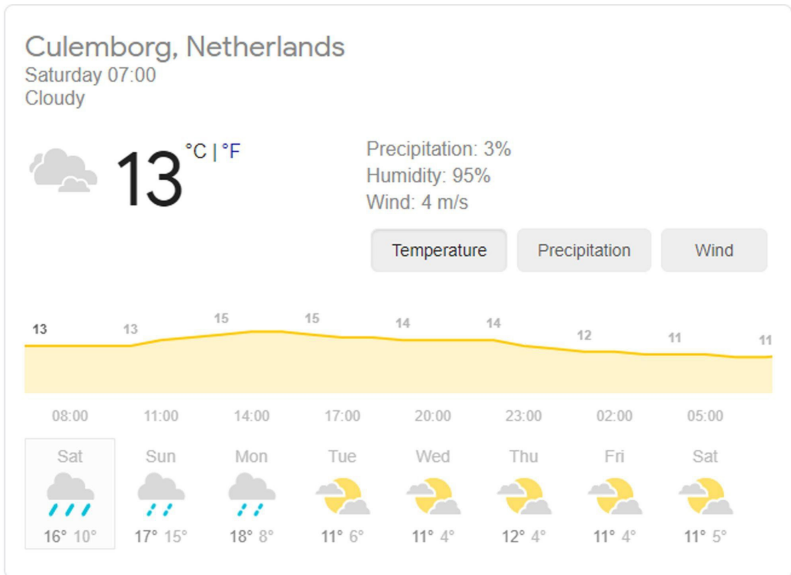 Culemborg, Netherlands
Saturday 07:00
Cloudy
13 °C | °F
Precipitation: 3%
Humidity: 95%
Wind: 4 m/s
Temperature Precipitation Wind
13 13 15 15 14 14 12 11 11
08:00 11:00 14:00 17:00 20:00 23:00 02:00 05:00
Sat Sun Mon Tue Wed Thu Fri Sat
16° 10° 17° 15° 18° 8° 11° 6° 11° 4° 12° 4° 11° 4° 11° 5°